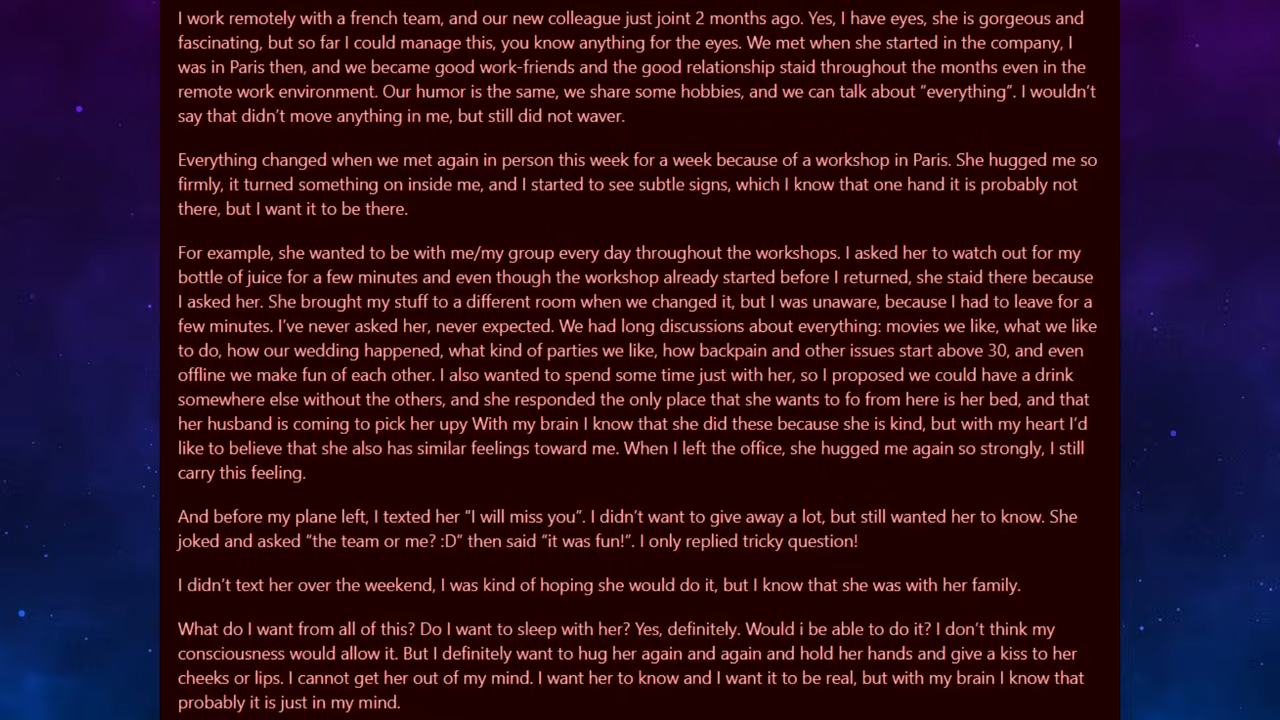 I work remotely with a french team, and our new colleague just joint 2 months ago. Yes, I have eyes, she is gorgeous and
fascinating, but so far I could manage this, you know anything for the eyes. We met when she started in the company, I
was in Paris then, and we became good work-friends and the good relationship staid throughout the months even in the
remote work environment. Our humor is the same, we share some hobbies, and we can talk about “everything”. I wouldn’t
say that didn’t move anything in me, but still did not waver.
Everything changed when we met again in person this week for a week because of a workshop in Paris. She hugged me so
firmly, it turned something on inside me, and I started to see subtle signs, which I know that one hand it is probably not
there, but I want it to be there.
For example, she wanted to be with me/my group every day throughout the workshops. I asked her to watch out for my
bottle of juice for a few minutes and even though the workshop already started before I returned, she staid there because
I asked her. She brought my stuff to a different room when we changed it, but I was unaware, because I had to leave for a
few minutes. I’ve never asked her, never expected. We had long discussions about everything: movies we like, what we like
to do, how our wedding happened, what kind of parties we like, how backpain and other issues start above 30, and even
offline we make fun of each other. I also wanted to spend some time just with her, so I proposed we could have a drink
somewhere else without the others, and she responded the only place that she wants to fo from here is her bed, and that
her husband is coming to pick her upy With my brain I know that she did these because she is kind, but with my heart I’d
like to believe that she also has similar feelings toward me. When I left the office, she hugged me again so strongly, I still
carry this feeling.
And before my plane left, I texted her “I will miss you”. I didn’t want to give away a lot, but still wanted her to know. She
joked and asked “the team or me? :D” then said “it was fun!”. I only replied tricky question!
I didn’t text her over the weekend, I was kind of hoping she would do it, but I know that she was with her family.
What do I want from all of this? Do I want to sleep with her? Yes, definitely. Would i be able to do it? I don’t think my
consciousness would allow it. But I definitely want to hug her again and again and hold her hands and give a kiss to her
cheeks or lips. I cannot get her out of my mind. I want her to know and I want it to be real, but with my brain I know that
probably it is just in my mind.